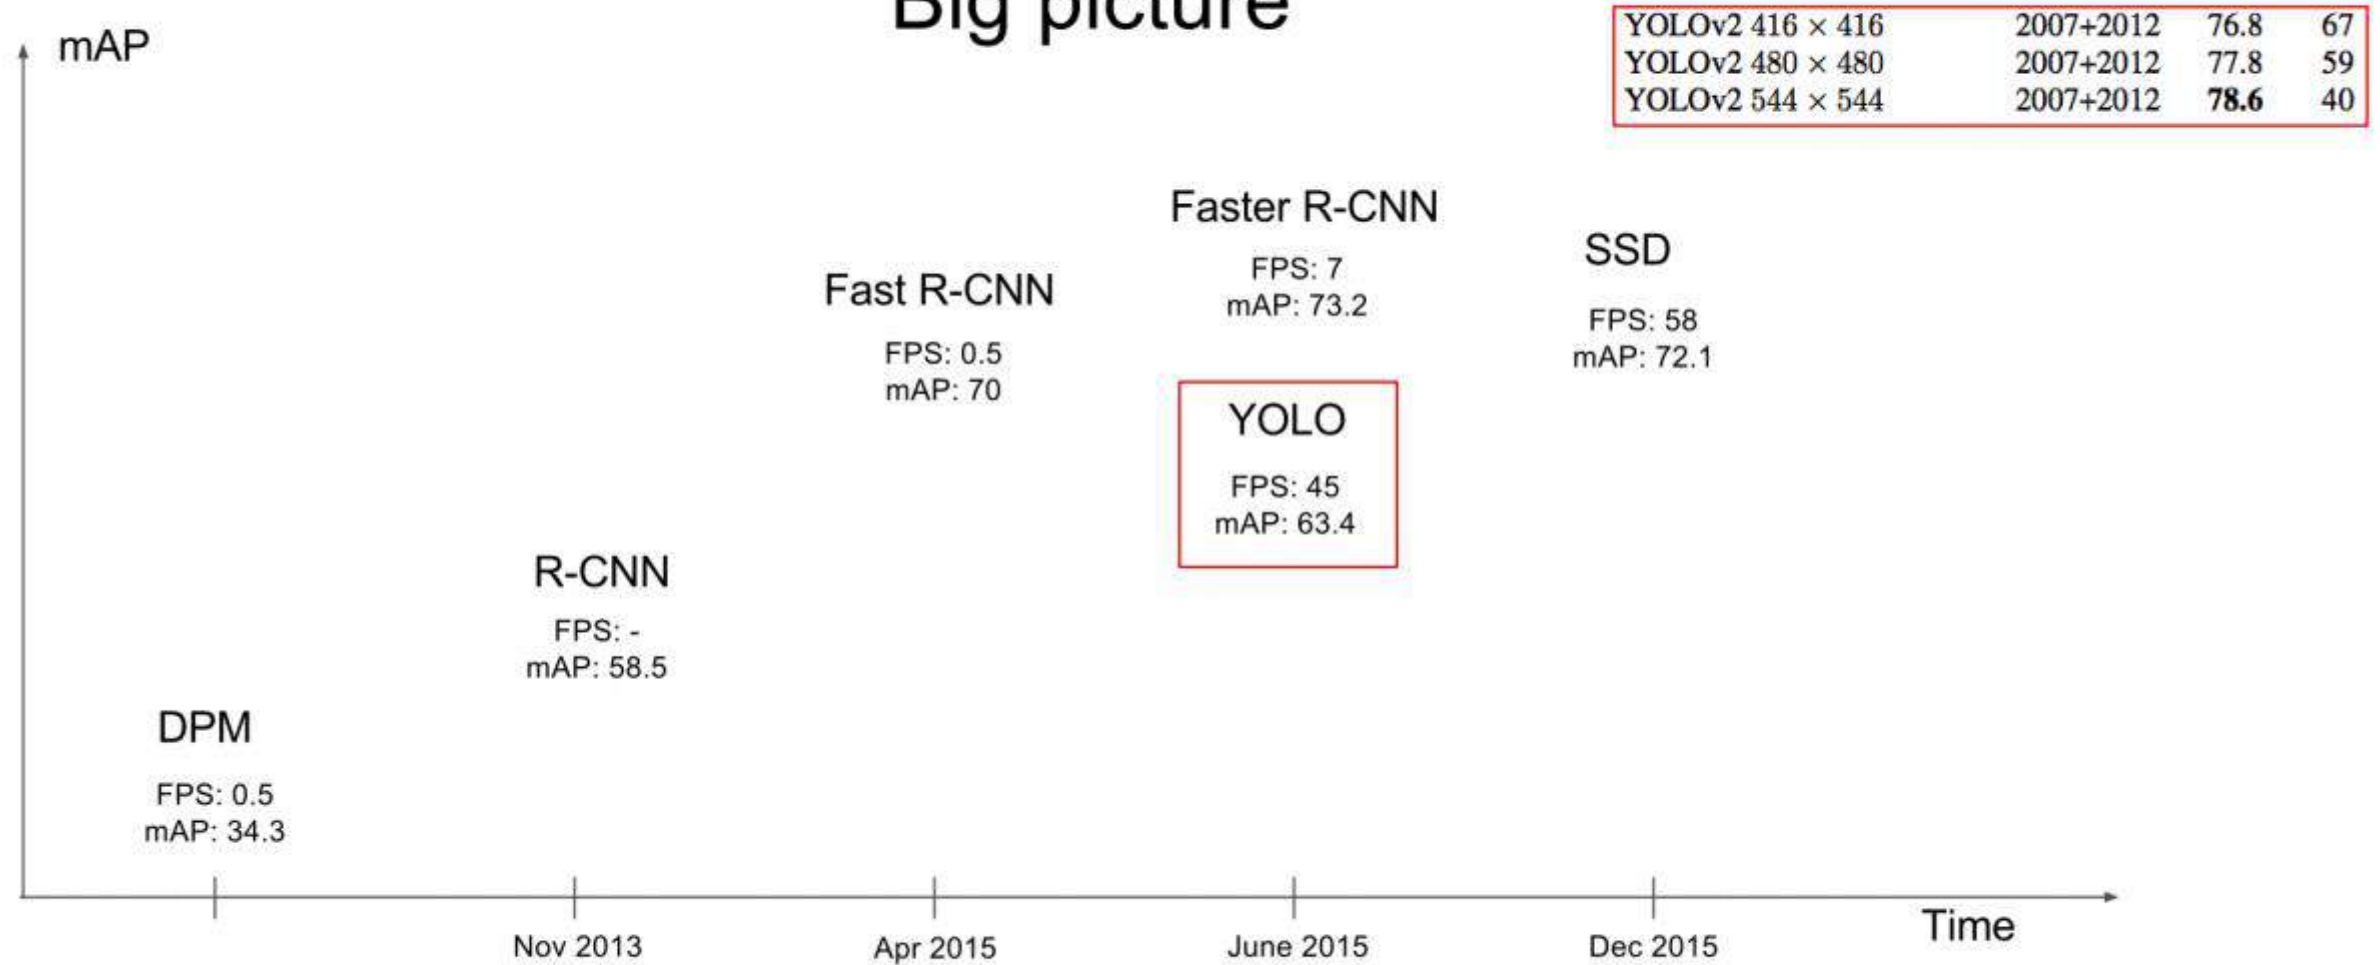 Big picture
mAP
YOLOv2 416 × 416 2007+2012 76.8 67
YOLOv2 480 × 480 2007+2012 77.8 59
YOLOv2 544 × 544 2007+2012 78.6 40
Faster R-CNN
FPS: 7
mAP: 73.2
SSD
FPS: 58
mAP: 72.1
Fast R-CNN
FPS: 0.5
mAP: 70
YOLO
FPS: 45
mAP: 63.4
R-CNN
FPS: -
mAP: 58.5
DPM
FPS: 0.5
mAP: 34.3
Nov 2013
Apr 2015
June 2015
Dec 2015
Time